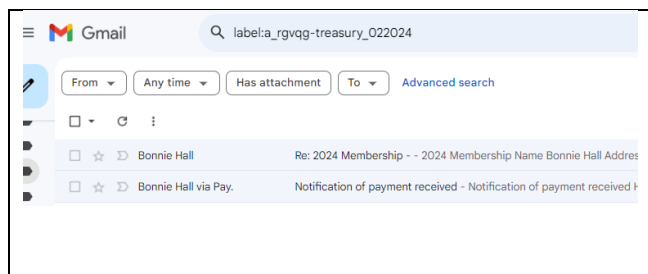 Gmail
label:a_rgvqg-treasury_022024
From Any time Has attachment To Advanced search
Bonnie Hall Re: 2024 Membership - - 2024 Membership Name Bonnie Hall Addres
Bonnie Hall via Pay. Notification of payment received - Notification of payment received H